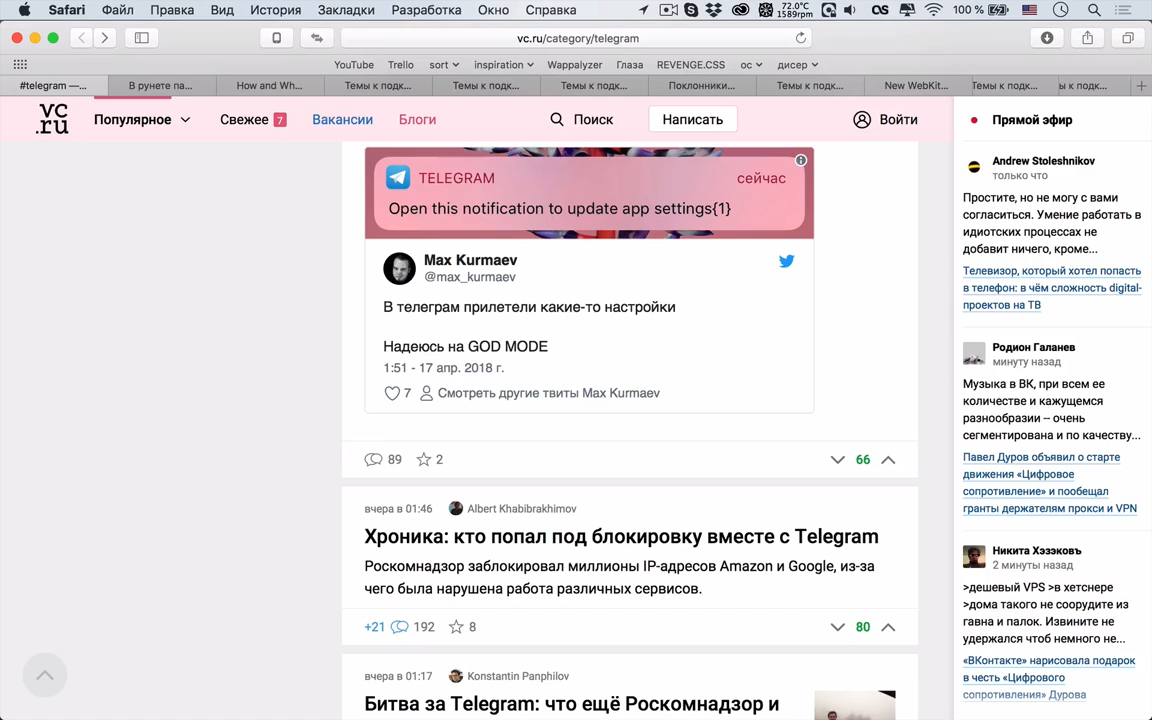 Safari Файл Правка Вид История Закладки Разработка Окно Справка 72.0°C 1589rpm 100 %
vc.ru/category/telegram
YouTube Trello sort inspiration Wappalyzer Глаза REVENGE.CSS ос дисер
#telegram —... В рунете па... How and Wh... Темы к подк... Темы к подк... Темы к подк... Поклонники... Темы к подк... New WebKit... Темы к подк... ы к подк...
vc.ru
Популярное Свежее 7 Вакансии Блоги Поиск Написать Войти
TELEGRAM сейчас
Open this notification to update app settings{1}
Max Kurmaev
@max_kurmaev
В телеграм прилетели какие-то настройки
Надеюсь на GOD MODE
1:51 - 17 апр. 2018 г.
7 Смотреть другие твиты Max Kurmaev
89 2 66
вчера в 01:46 Albert Khabibrakhimov
Хроника: кто попал под блокировку вместе с Telegram
Роскомнадзор заблокировал миллионы IP-адресов Amazon и Google, из-за
чего была нарушена работа различных сервисов.
+21 192 8 80
вчера в 01:17 Konstantin Panphilov
Битва за Telegram: что ещё Роскомнадзор и
Прямой эфир
Andrew Stoleshnikov
только что
Простите, но не могу с вами
согласиться. Умение работать в
идиотских процессах не
добавит ничего, кроме...
Телевизор, который хотел попасть
в телефон: в чём сложность digital-
проектов на ТВ
Родион Галанев
минуту назад
Музыка в ВК, при всем ее
количестве и кажущемся
разнообразии -- очень
сегментирована и по качеству...
Павел Дуров объявил о старте
движения «Цифровое
сопротивление» и пообещал
гранты держателям прокси и VPN
Никита Хэзэковъ
2 минуты назад
>дешевый VPS >в хетснере
>дома такого не соорудите из
гавна и палок. Извините не
удержался чтоб немного не...
«ВКонтакте» нарисовала подарок
в честь «Цифрового
сопротивления» Дурова